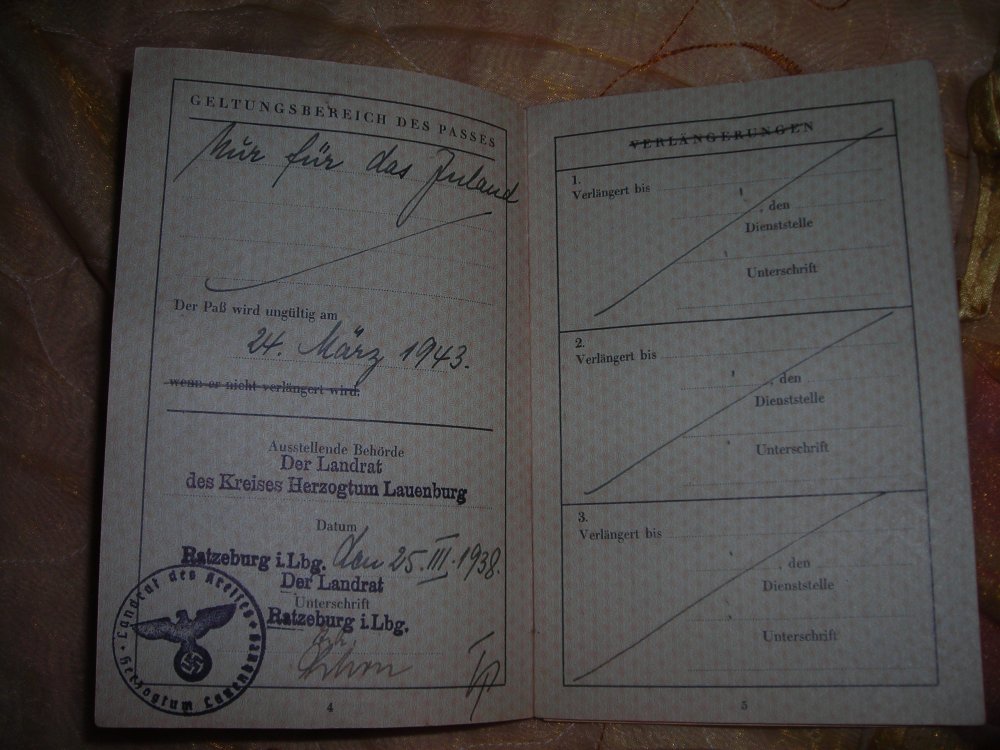 GELTUNGSBEREICH DES PASSES
Nur für das Inland
Der Paß wird ungültig am
24. März 1943.
wenn er nicht verlängert wird.
Ausstellende Behörde
Der Landrat
des Kreises Herzogtum Lauenburg
Datum
Ratzeburg i.Lbg. den 25.III.1938.
Der Landrat
Unterschrift
Ratzeburg i.Lbg.
Landrat des Kreises Herzogtum Lauenburg
4
VERLÄNGERUNGEN
1.
Verlängert bis
, den
Dienststelle
Unterschrift
2.
Verlängert bis
, den
Dienststelle
Unterschrift
3.
Verlängert bis
, den
Dienststelle
Unterschrift
5